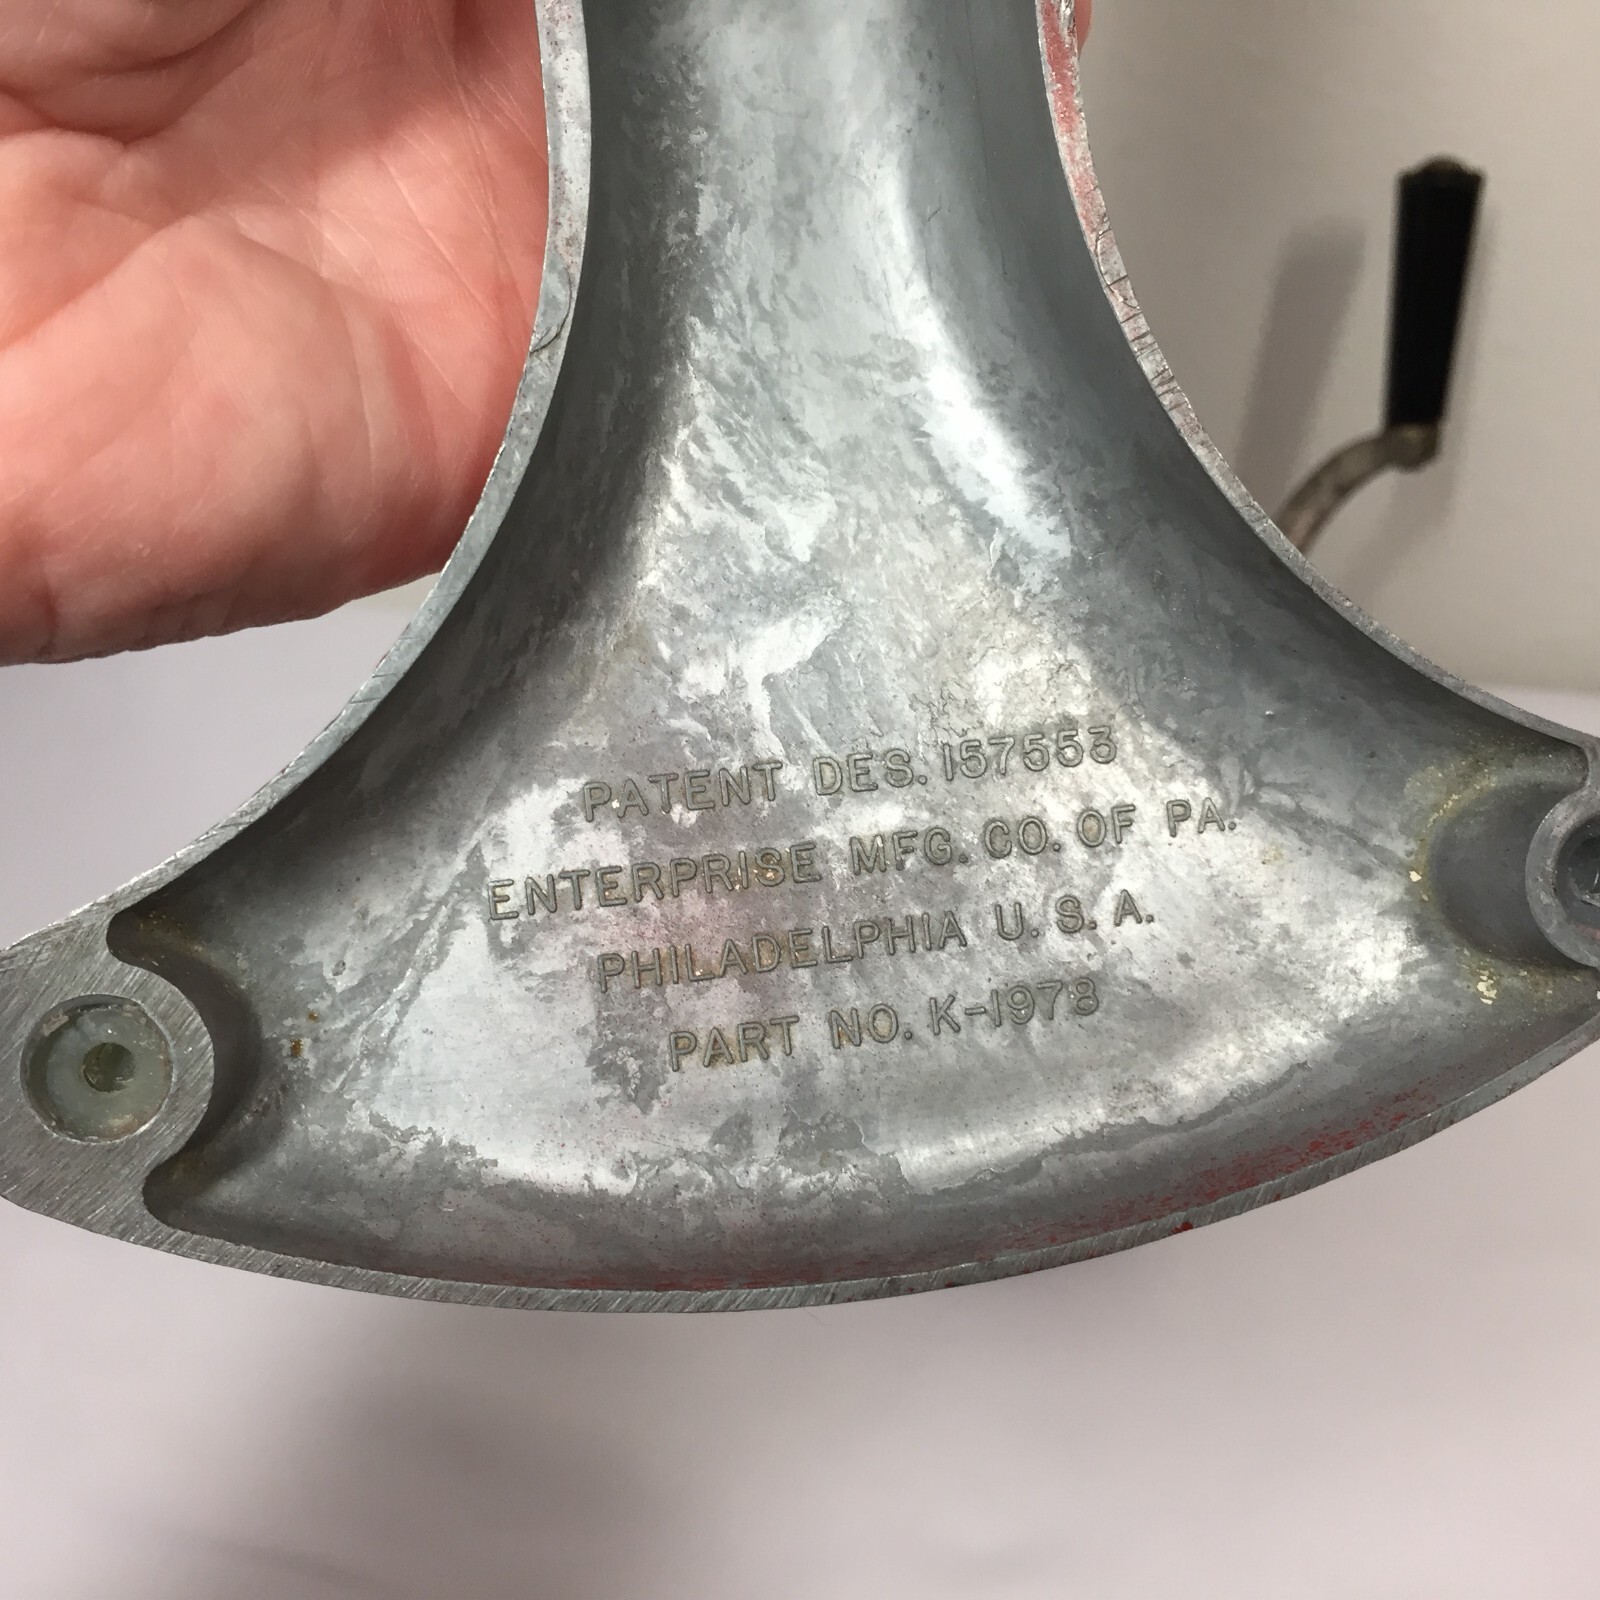 PATENT DES. 157553
ENTERPRISE MFG. CO. OF PA.
PHILADELPHIA U. S. A.
PART NO. K-1978